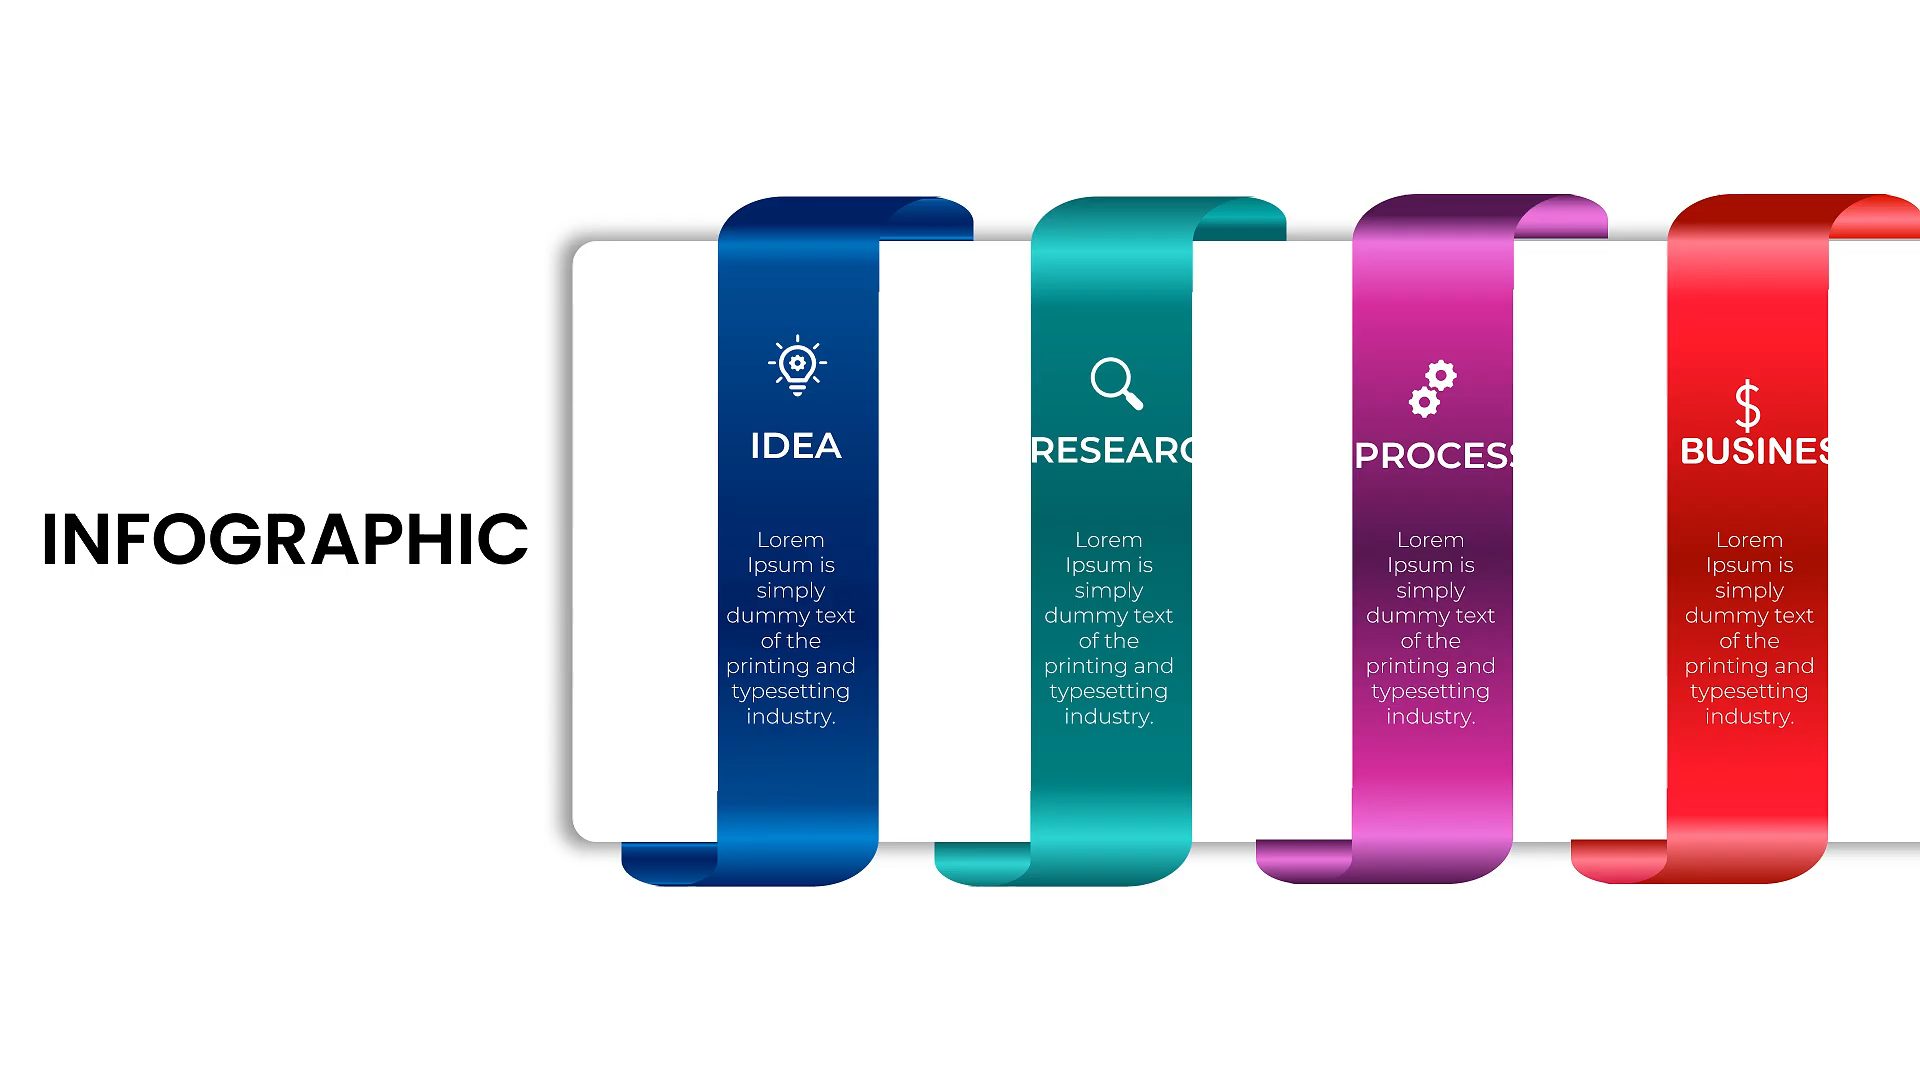 INFOGRAPHIC
IDEA
Lorem
Ipsum is
simply
dummy text
of the
printing and
typesetting
industry.
RESEARC
Lorem
Ipsum is
simply
dummy text
of the
printing and
typesetting
industry.
PROCESS
Lorem
Ipsum is
simply
dummy text
of the
printing and
typesetting
industry.
$
BUSINES
Lorem
Ipsum is
simply
dummy text
of the
printing and
typesetting
industry.